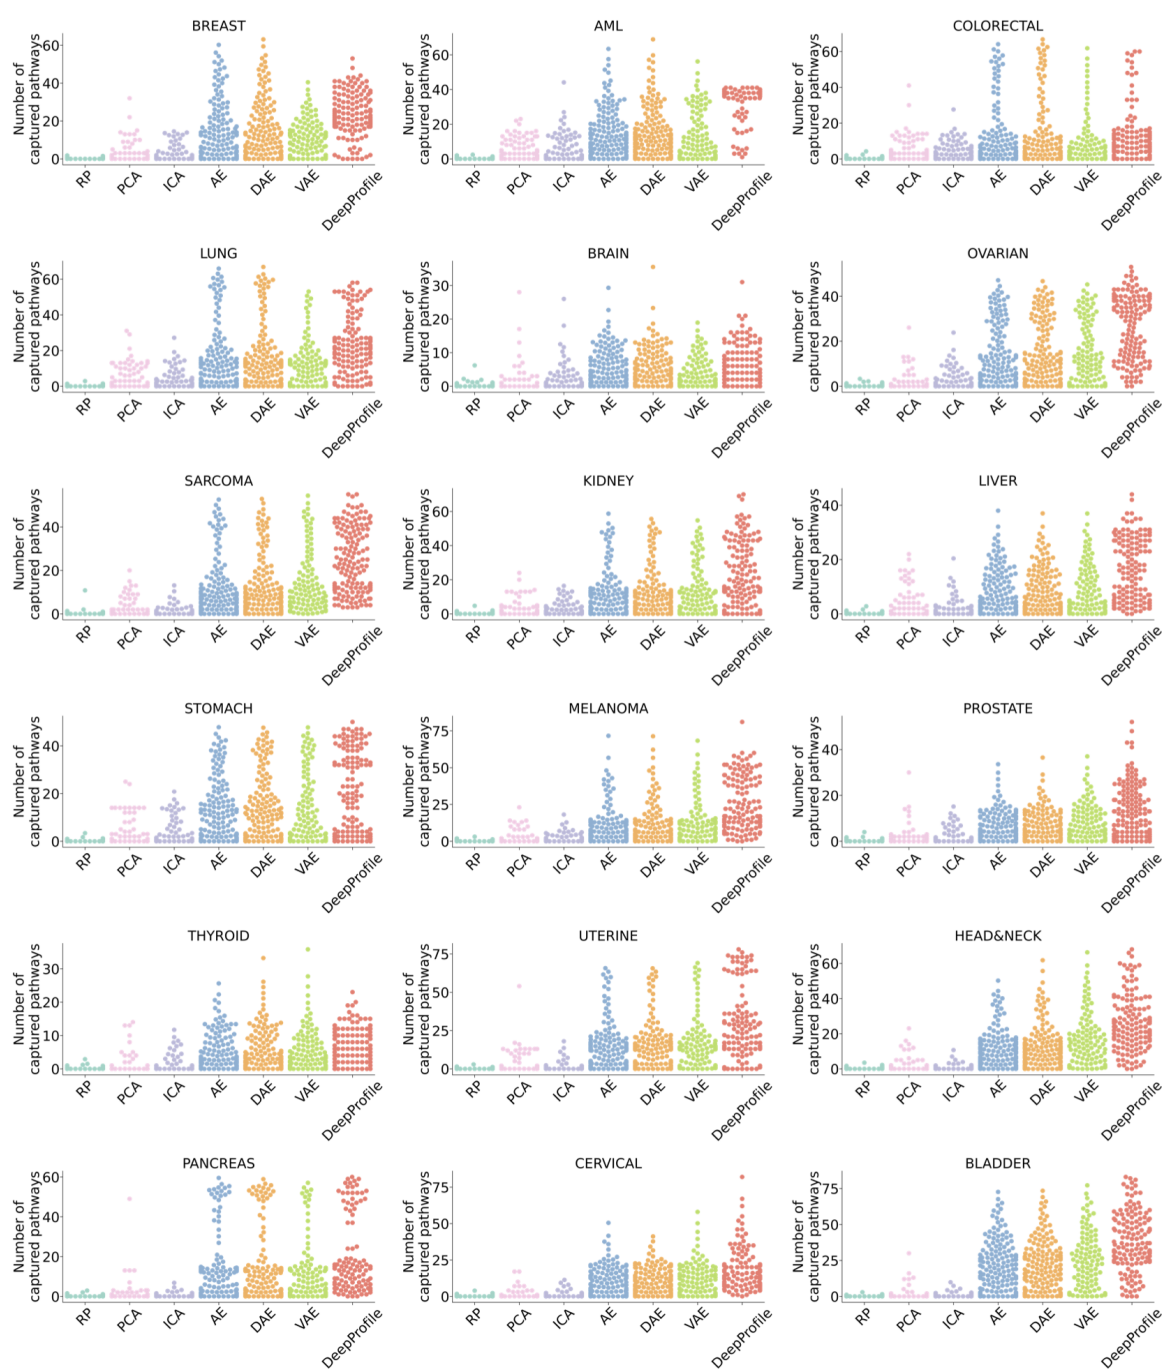 BREAST
Number of
captured pathways
60
40
20
0
RP
PCA
ICA
AE
DAE
VAE
DeepProfile
AML
Number of
captured pathways
60
40
20
0
RP
PCA
ICA
AE
DAE
VAE
DeepProfile
COLORECTAL
Number of
captured pathways
60
40
20
0
RP
PCA
ICA
AE
DAE
VAE
DeepProfile
LUNG
Number of
captured pathways
60
40
20
0
RP
PCA
ICA
AE
DAE
VAE
DeepProfile
BRAIN
Number of
captured pathways
30
20
10
0
RP
PCA
ICA
AE
DAE
VAE
DeepProfile
OVARIAN
Number of
captured pathways
40
20
0
RP
PCA
ICA
AE
DAE
VAE
DeepProfile
SARCOMA
Number of
captured pathways
40
20
0
RP
PCA
ICA
AE
DAE
VAE
DeepProfile
KIDNEY
Number of
captured pathways
60
40
20
0
RP
PCA
ICA
AE
DAE
VAE
DeepProfile
LIVER
Number of
captured pathways
40
20
0
RP
PCA
ICA
AE
DAE
VAE
DeepProfile
STOMACH
Number of
captured pathways
40
20
0
RP
PCA
ICA
AE
DAE
VAE
DeepProfile
MELANOMA
Number of
captured pathways
75
50
25
0
RP
PCA
ICA
AE
DAE
VAE
DeepProfile
PROSTATE
Number of
captured pathways
40
20
0
RP
PCA
ICA
AE
DAE
VAE
DeepProfile
THYROID
Number of
captured pathways
30
20
10
0
RP
PCA
ICA
AE
DAE
VAE
DeepProfile
UTERINE
Number of
captured pathways
75
50
25
0
RP
PCA
ICA
AE
DAE
VAE
DeepProfile
HEAD&NECK
Number of
captured pathways
60
40
20
0
RP
PCA
ICA
AE
DAE
VAE
DeepProfile
PANCREAS
Number of
captured pathways
60
40
20
0
RP
PCA
ICA
AE
DAE
VAE
DeepProfile
CERVICAL
Number of
captured pathways
75
50
25
0
RP
PCA
ICA
AE
DAE
VAE
DeepProfile
BLADDER
Number of
captured pathways
75
50
25
0
RP
PCA
ICA
AE
DAE
VAE
DeepProfile